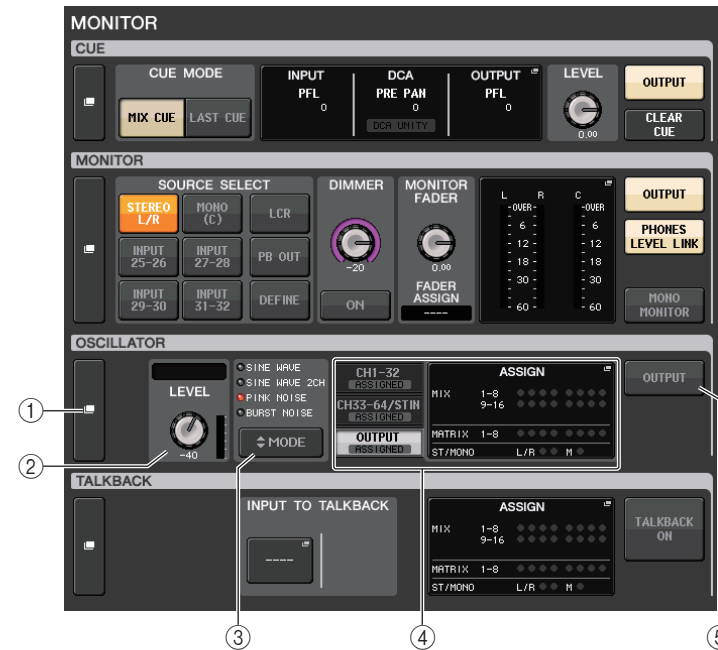 MONITOR
CUE
CUE MODE
MIX CUE
LAST CUE
INPUT
PFL
0
DCA
PRE PAN
0
DCA UNITY
OUTPUT
PFL
0
LEVEL
0.00
OUTPUT
CLEAR
CUE
MONITOR
SOURCE SELECT
STEREO
L/R
MONO
(C)
LCR
INPUT
25-26
INPUT
27-28
PB OUT
INPUT
29-30
INPUT
31-32
DEFINE
DIMMER
-20
ON
MONITOR
FADER
0.00
FADER
ASSIGN
----
L R C
-OVER- -OVER
- 6 - - 6
- 12 - - 12
- 18 - - 18
- 30 - - 30
- 60 - - 60
OUTPUT
PHONES
LEVEL LINK
MONO
MONITOR
OSCILLATOR
LEVEL
-40
SINE WAVE
SINE WAVE 2CH
PINK NOISE
BURST NOISE
MODE
CH1-32
ASSIGNED
CH33-64/STIN
ASSIGNED
OUTPUT
ASSIGNED
ASSIGN
MIX 1-8
9-16
MATRIX 1-8
ST/MONO L/R M
OUTPUT
TALKBACK
INPUT TO TALKBACK
----
ASSIGN
MIX 1-8
9-16
MATRIX 1-8
ST/MONO L/R M
TALKBACK
ON
①
②
③
④
⑤